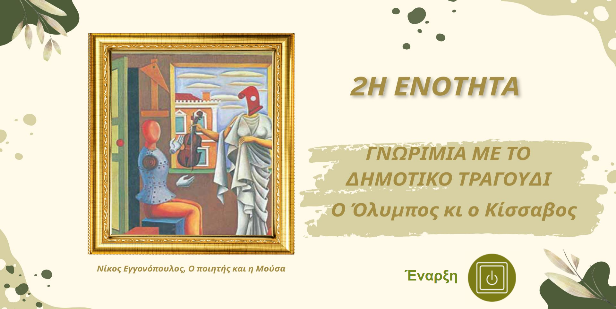 2Η ΕΝΟΤΗΤΑ
ΓΝΩΡΙΜΙΑ ΜΕ ΤΟ
ΔΗΜΟΤΙΚΟ ΤΡΑΓΟΥΔΙ
Ο Όλυμπος κι ο Κίσσαβος
Νίκος Εγγονόπουλος, Ο ποιητής και η Μούσα
Έναρξη